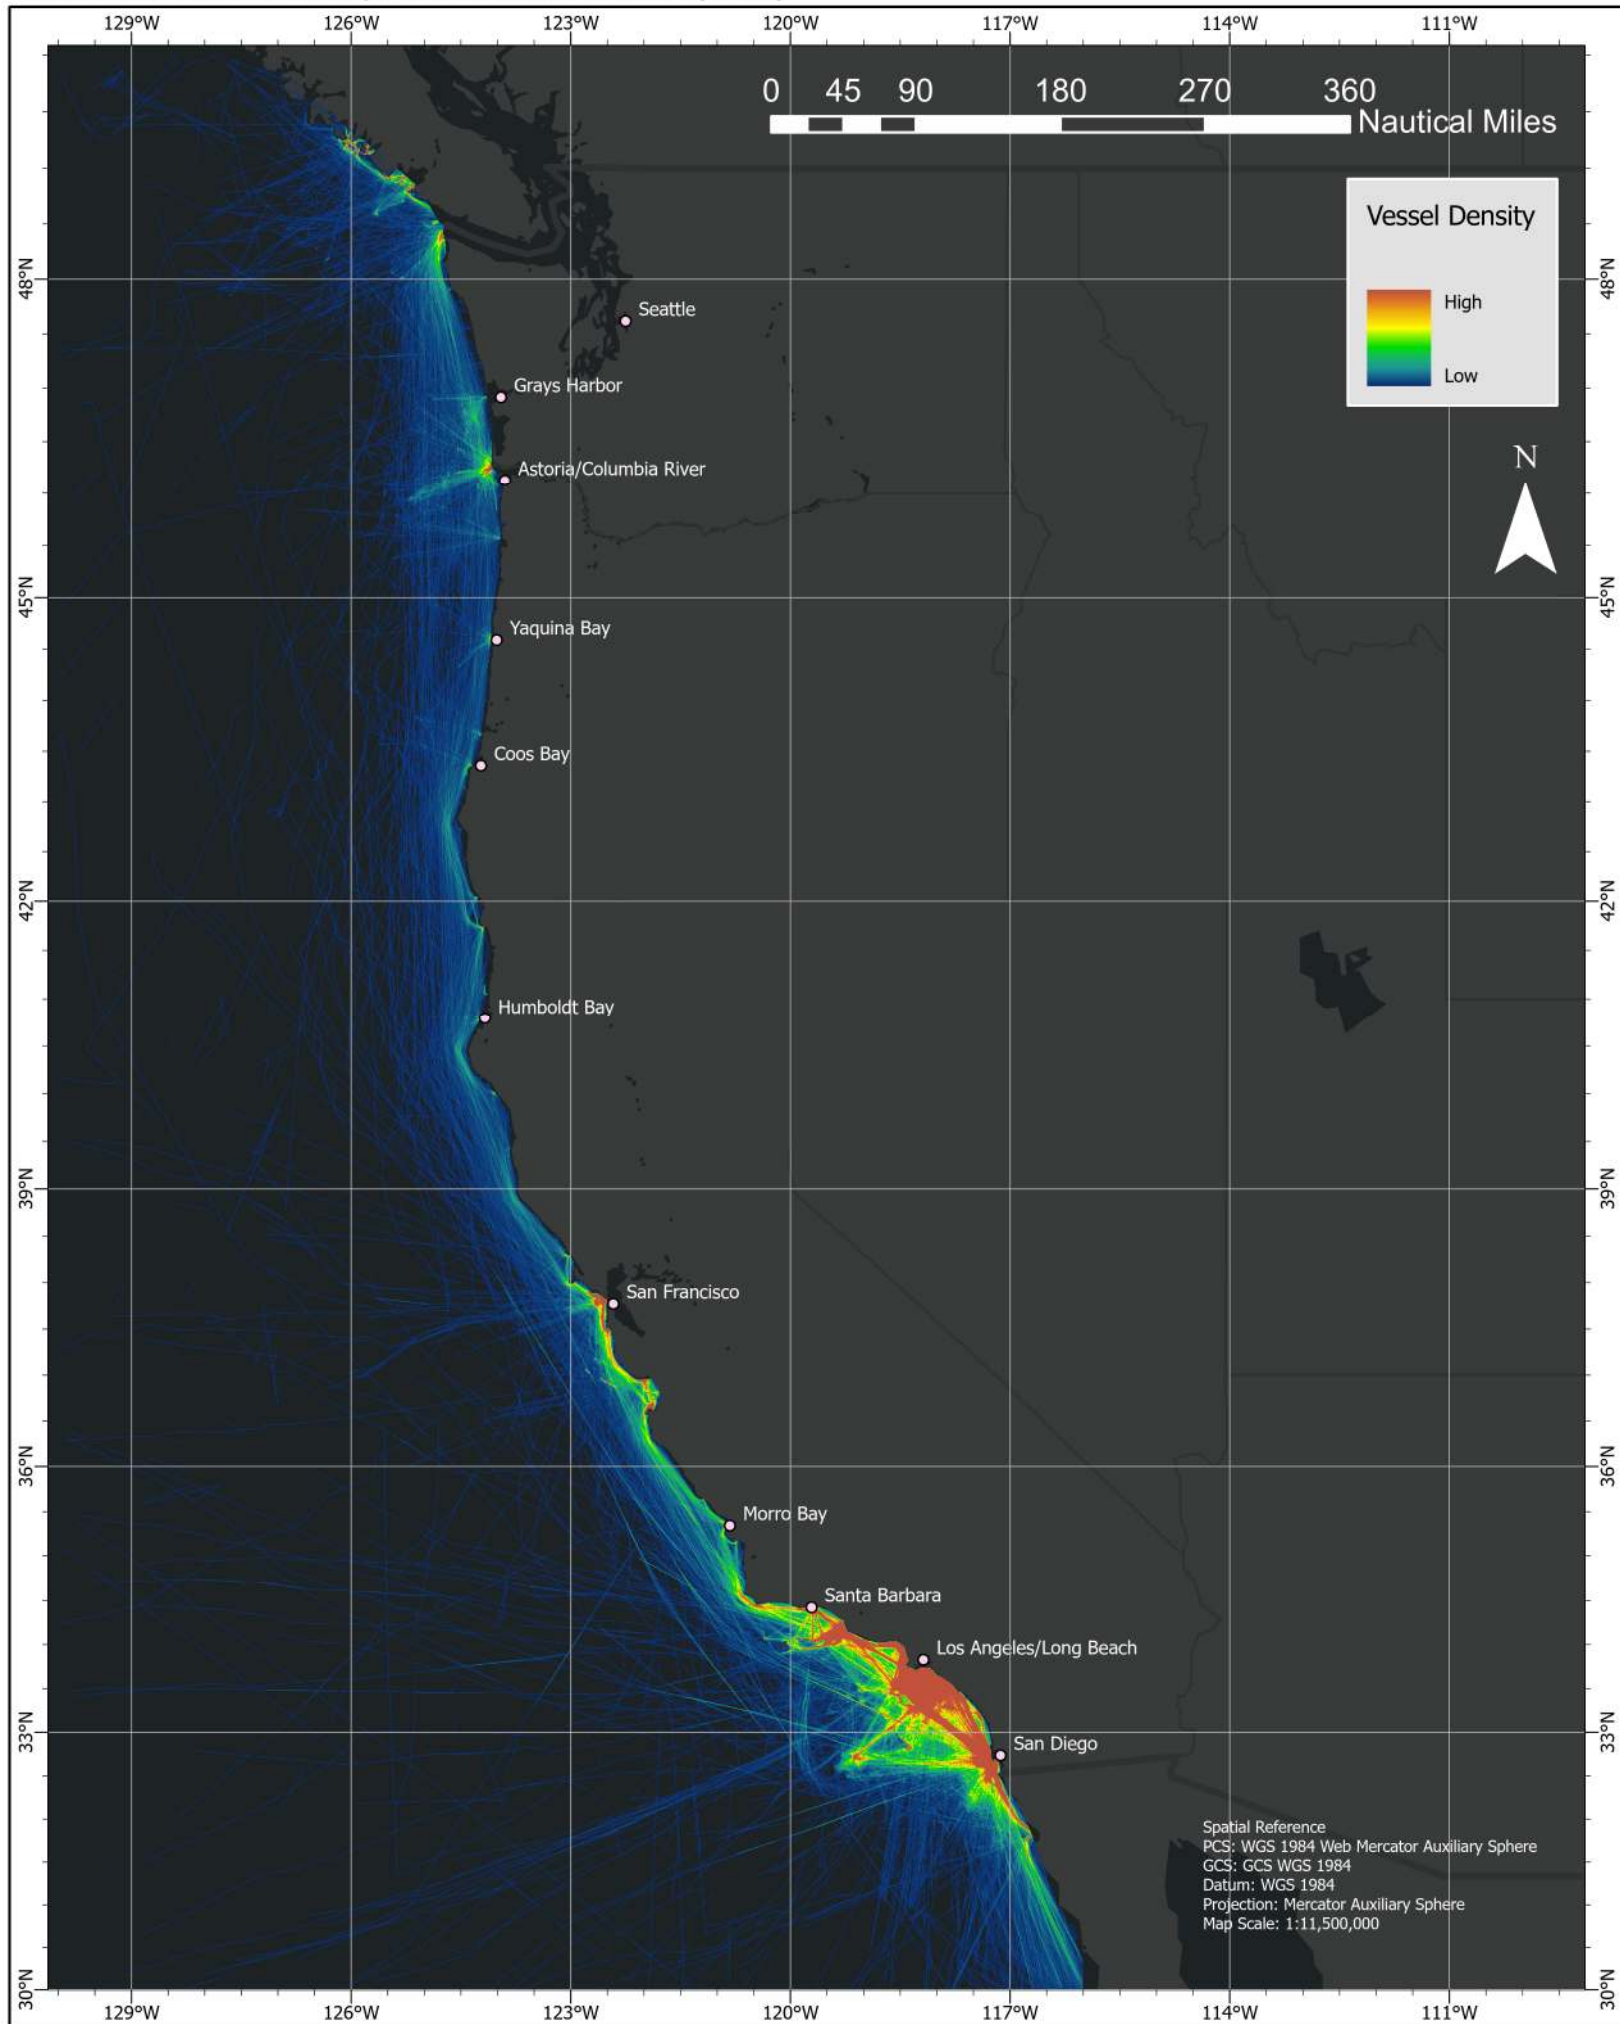 129°W 126°W 123°W 120°W 117°W 114°W 111°W
0 45 90 180 270 360
Nautical Miles
Vessel Density
High
Low
N
48°N 48°N
Seattle
Grays Harbor
Astoria/Columbia River
45°N 45°N
Yaquina Bay
Coos Bay
42°N 42°N
Humboldt Bay
39°N 39°N
San Francisco
36°N 36°N
Morro Bay
Santa Barbara
Los Angeles/Long Beach
33°N 33°N
San Diego
Spatial Reference
PCS: WGS 1984 Web Mercator Auxiliary Sphere
GCS: GCS WGS 1984
Datum: WGS 1984
Projection: Mercator Auxiliary Sphere
Map Scale: 1:11,500,000
30°N 30°N
129°W 126°W 123°W 120°W 117°W 114°W 111°W